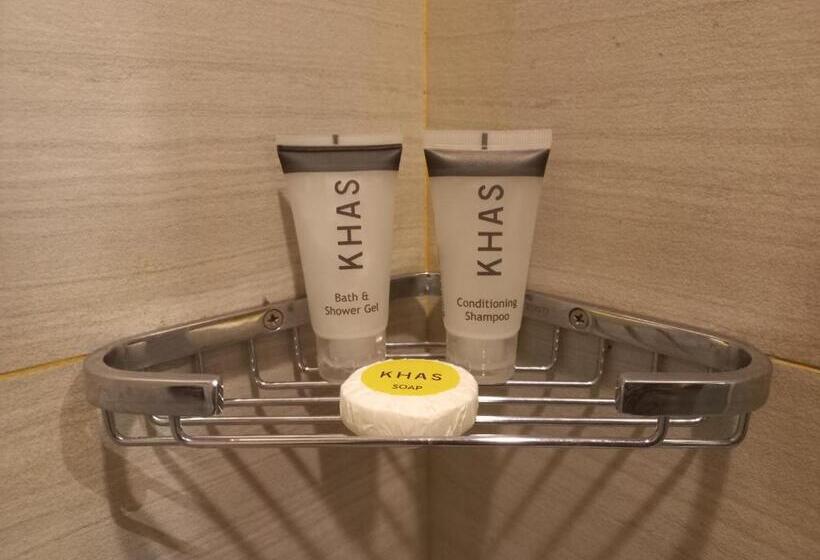 KHAS
Bath &
Shower Gel
KHAS
Conditioning
Shampoo
KHAS
SOAP